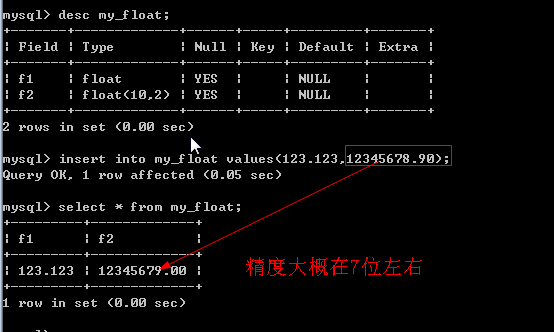 mysql> desc my_float;
+-------+-------------+------+-----+---------+-------+
¦ Field ¦ Type        ¦ Null ¦ Key ¦ Default ¦ Extra ¦
+-------+-------------+------+-----+---------+-------+
¦ f1    ¦ float       ¦ YES  ¦     ¦ NULL    ¦       ¦
¦ f2    ¦ float(10,2) ¦ YES  ¦     ¦ NULL    ¦       ¦
+-------+-------------+------+-----+---------+-------+
2 rows in set (0.00 sec)
mysql> insert into my_float values(123.123,12345678.90);
Query OK, 1 row affected (0.05 sec)
mysql> select * from my_float;
+---------+-------------+
¦ f1      ¦ f2          ¦
+---------+-------------+
¦ 123.123 ¦ 12345679.00 ¦
+---------+-------------+
精度大概在7位左右
1 row in set (0.00 sec)